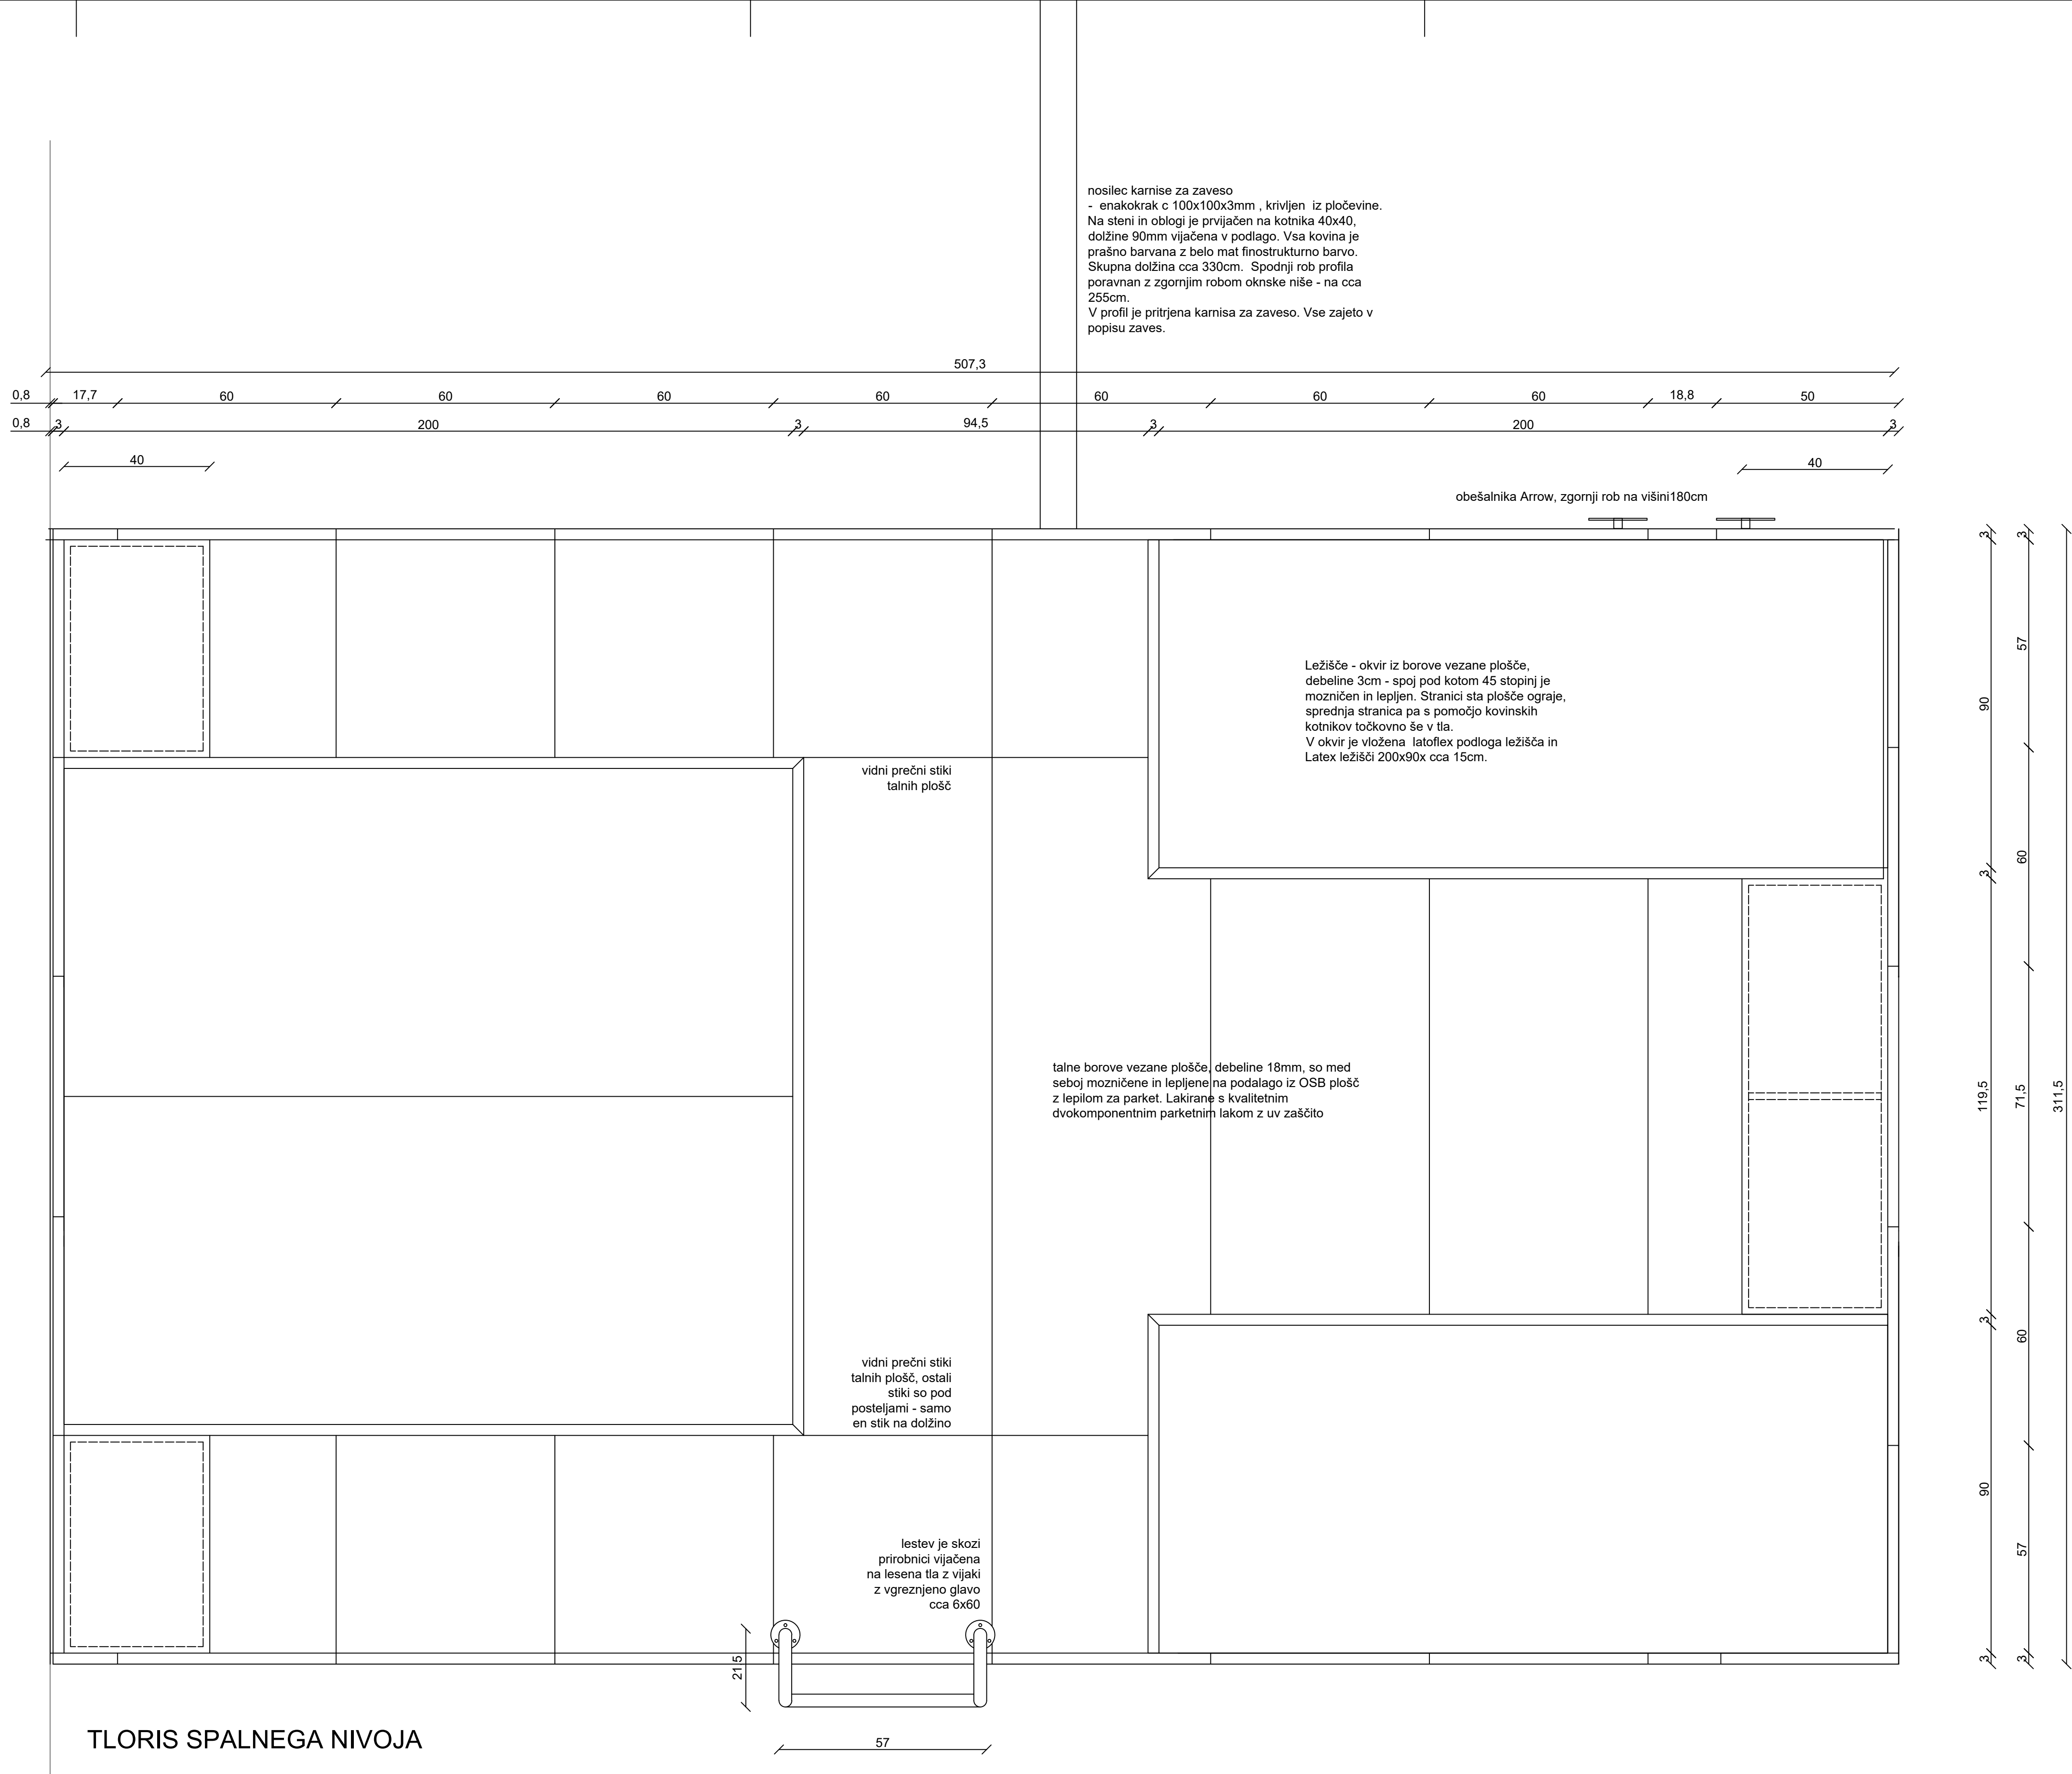 nosilec karnise za zaveso
- enakokrak c 100x100x3mm , krivljen iz pločevine.
Na steni in oblogi je prvijačen na kotnika 40x40,
dolžine 90mm vijačena v podlago. Vsa kovina je
prašno barvana z belo mat finostrukturno barvo.
Skupna dolžina cca 330cm. Spodnji rob profila
poravnan z zgornjim robom oknske niše - na cca
255cm.
V profil je pritrjena karnisa za zaveso. Vse zajeto v
popisu zaves.
507,3
0,8 17,7 60 60 60 60 60 60 60 18,8 50
0,8 3 200 3 94,5 3 200 3
40 40
obešalnika Arrow, zgornji rob na višini180cm
Ležišče - okvir iz borove vezane plošče,
debeline 3cm - spoj pod kotom 45 stopinj je
mozničen in lepljen. Stranici sta plošče ograje,
sprednja stranica pa s pomočjo kovinskih
kotnikov točkovno še v tla.
V okvir je vložena latoflex podloga ležišča in
Latex ležišči 200x90x cca 15cm.
vidni prečni stiki
talnih plošč
talne borove vezane plošče, debeline 18mm, so med
seboj mozničene in lepljene na podalago iz OSB plošč
z lepilom za parket. Lakirane s kvalitetnim
dvokomponentnim parketnim lakom z uv zaščito
vidni prečni stiki
talnih plošč, ostali
stiki so pod
posteljami - samo
en stik na dolžino
lestev je skozi
prirobnici vijačena
na lesena tla z vijaki
z vgreznjeno glavo
cca 6x60
3
90
3
119,5
3
90
3
3
57
60
71,5
60
57
3
311,5
21,5
57
TLORIS SPALNEGA NIVOJA